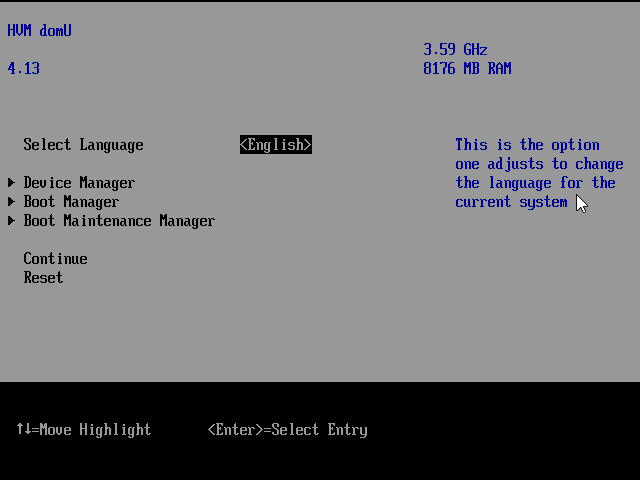 HVM domU
3.59 GHz
4.13 8176 MB RAM
Select Language <English> This is the option
one adjusts to change
Device Manager the language for the
Boot Manager current system
Boot Maintenance Manager
Continue
Reset
↑↓=Move Highlight <Enter>=Select Entry